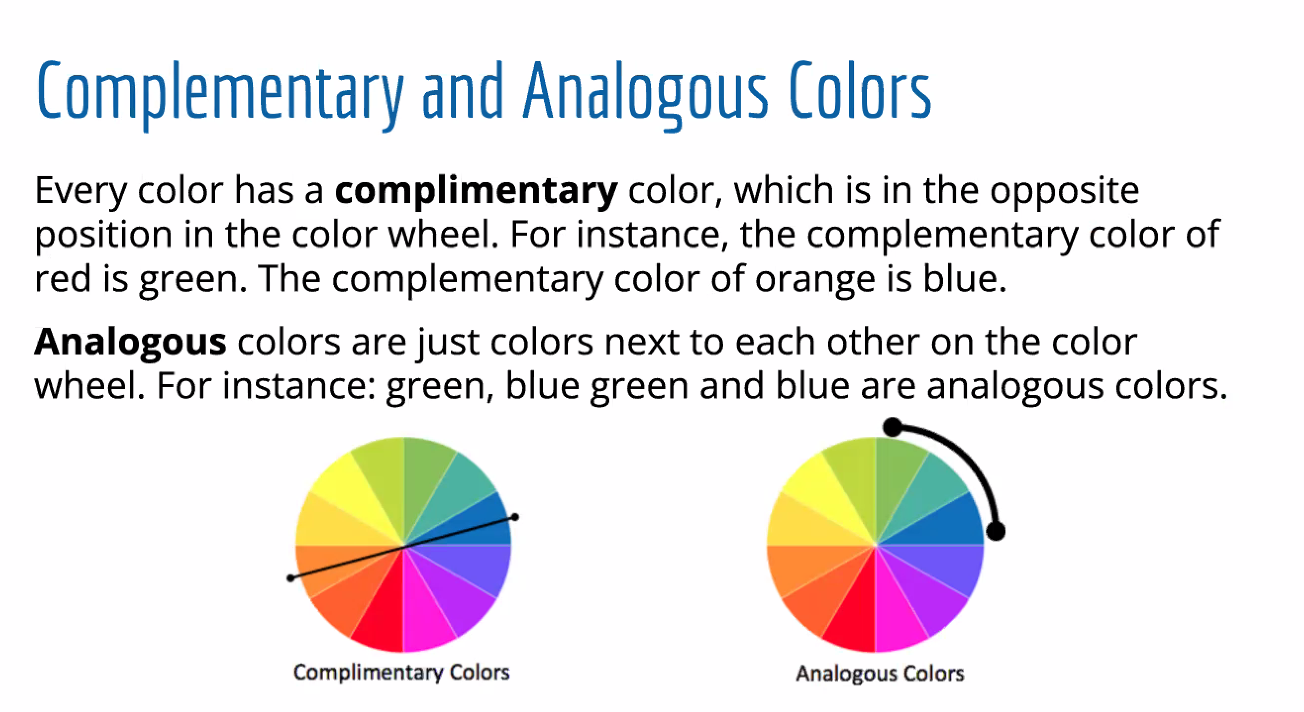 Complementary and Analogous Colors
Every color has a complimentary color, which is in the opposite
position in the color wheel. For instance, the complementary color of
red is green. The complementary color of orange is blue.
Analogous colors are just colors next to each other on the color
wheel. For instance: green, blue green and blue are analogous colors.
Complimentary Colors
Analogous Colors